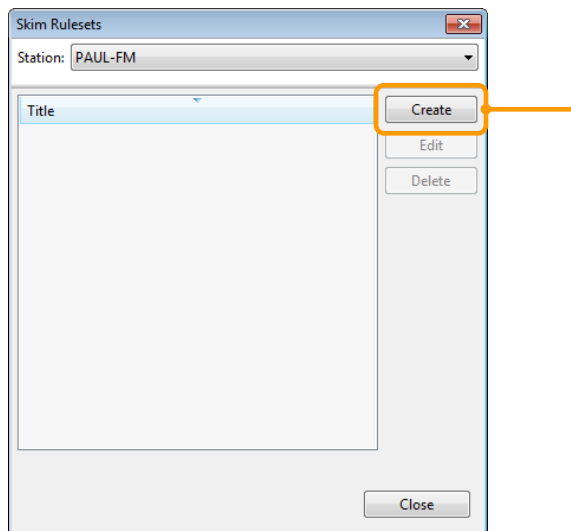 Skim Rulesets
Station: PAUL-FM
Title
Create
Edit
Delete
Close